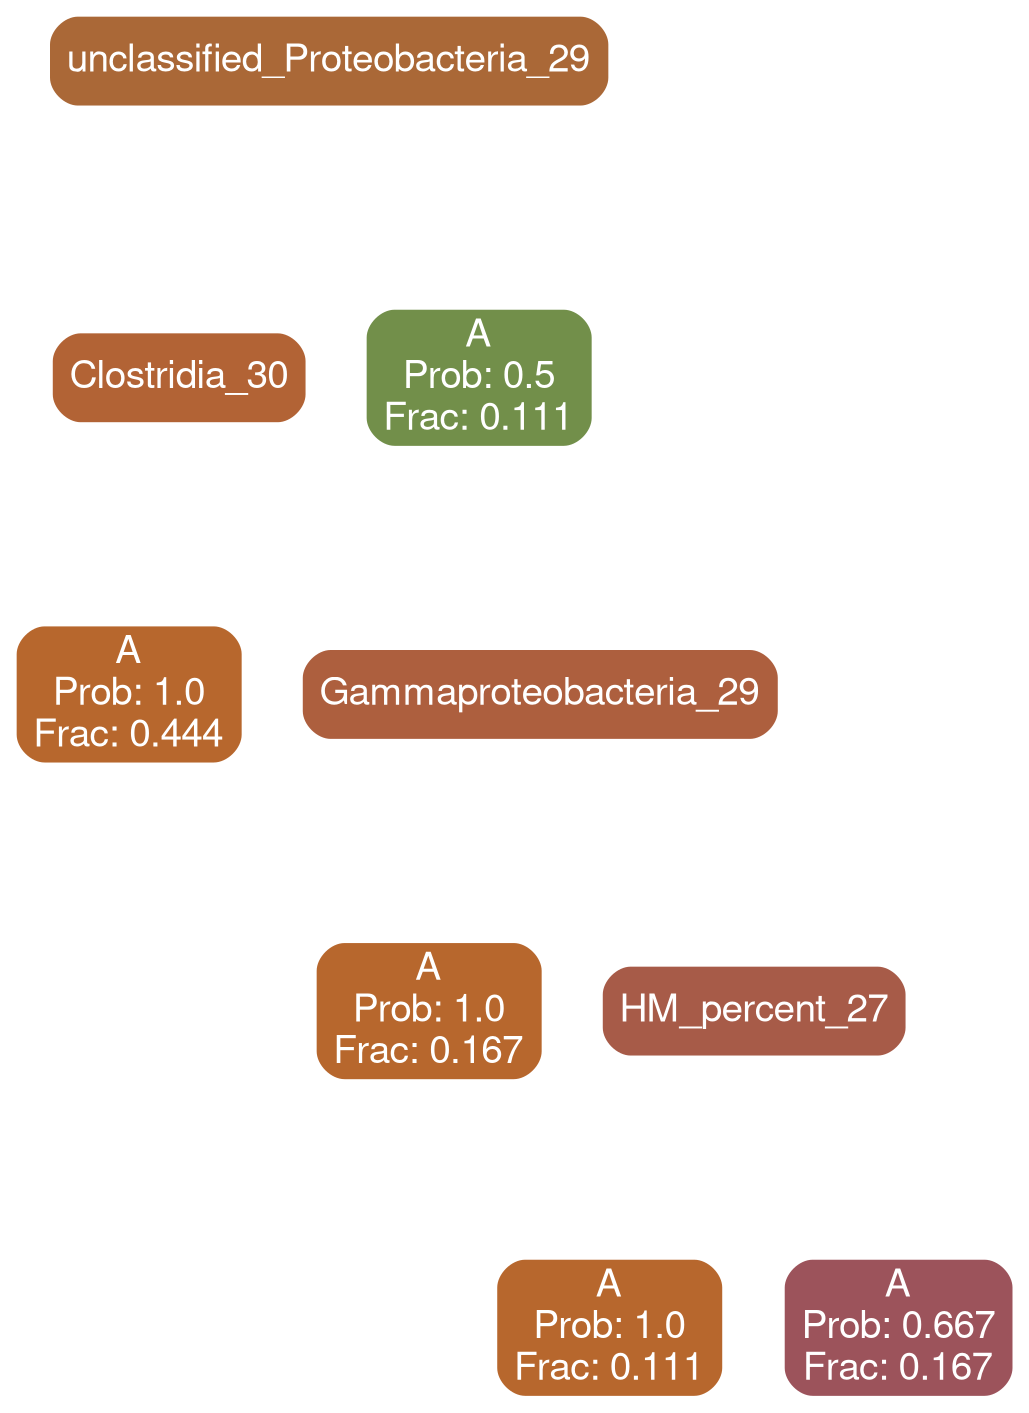 unclassified_Proteobacteria_29
Clostridia_30
A
Prob: 0.5
Frac: 0.111
A
Prob: 1.0
Frac: 0.444
Gammaproteobacteria_29
A
Prob: 1.0
Frac: 0.167
HM_percent_27
A
Prob: 1.0
Frac: 0.111
A
Prob: 0.667
Frac: 0.167